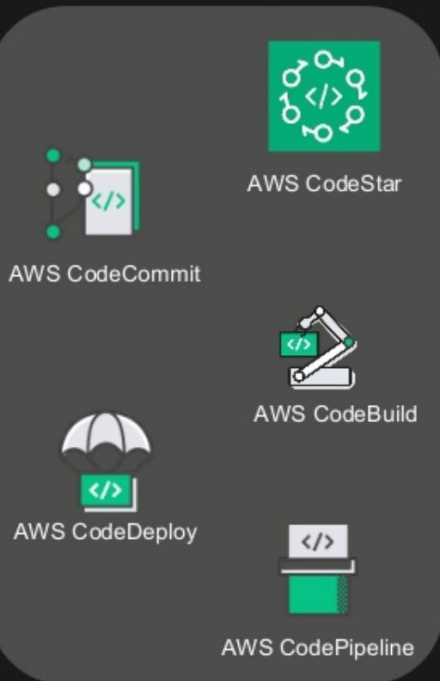 </>
AWS CodeStar
</>
AWS CodeCommit
</>
AWS CodeBuild
</>
AWS CodeDeploy
</>
AWS CodePipeline